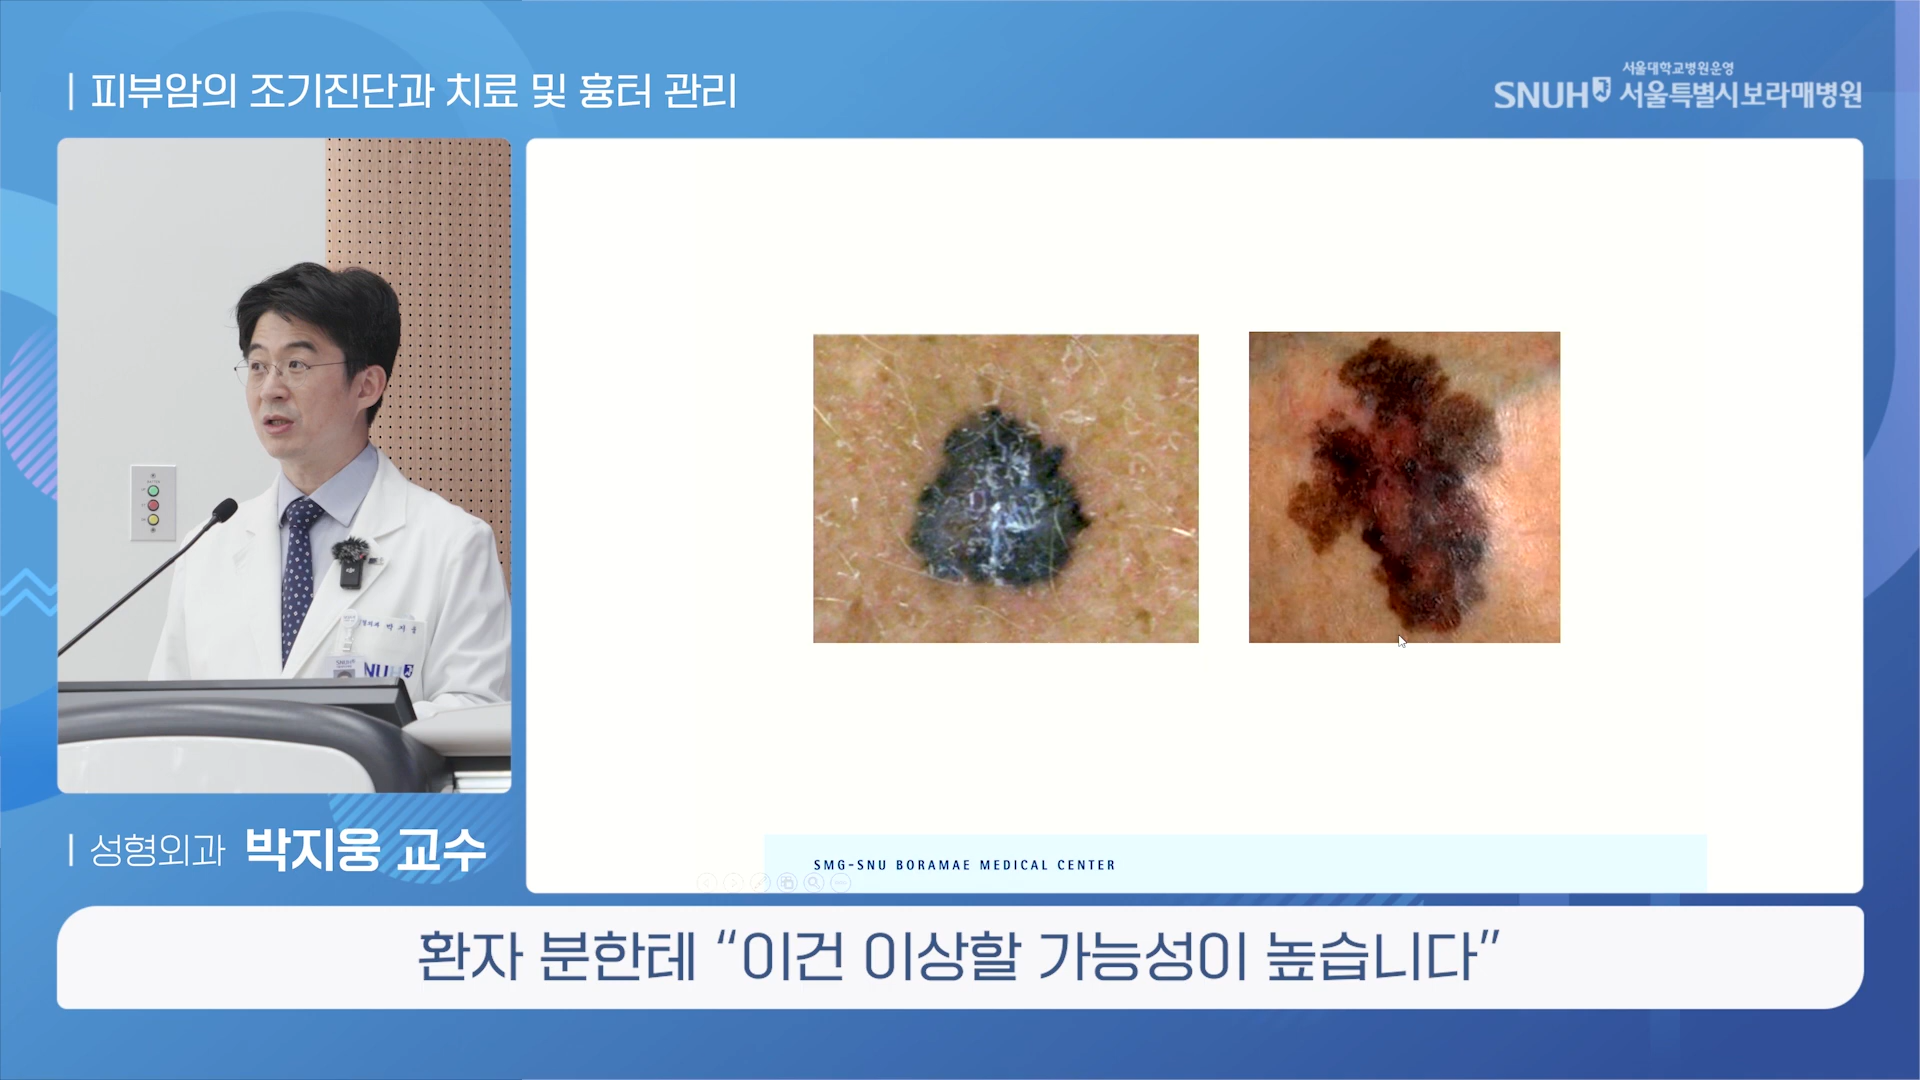 피부암의 조기진단과 치료 및 흉터 관리
서울대학교병원운영
SNUH 서울특별시보라매병원
성형외과 박지웅 교수
SMG-SNU BORAMAE MEDICAL CENTER
환자 분한테 “이건 이상할 가능성이 높습니다”